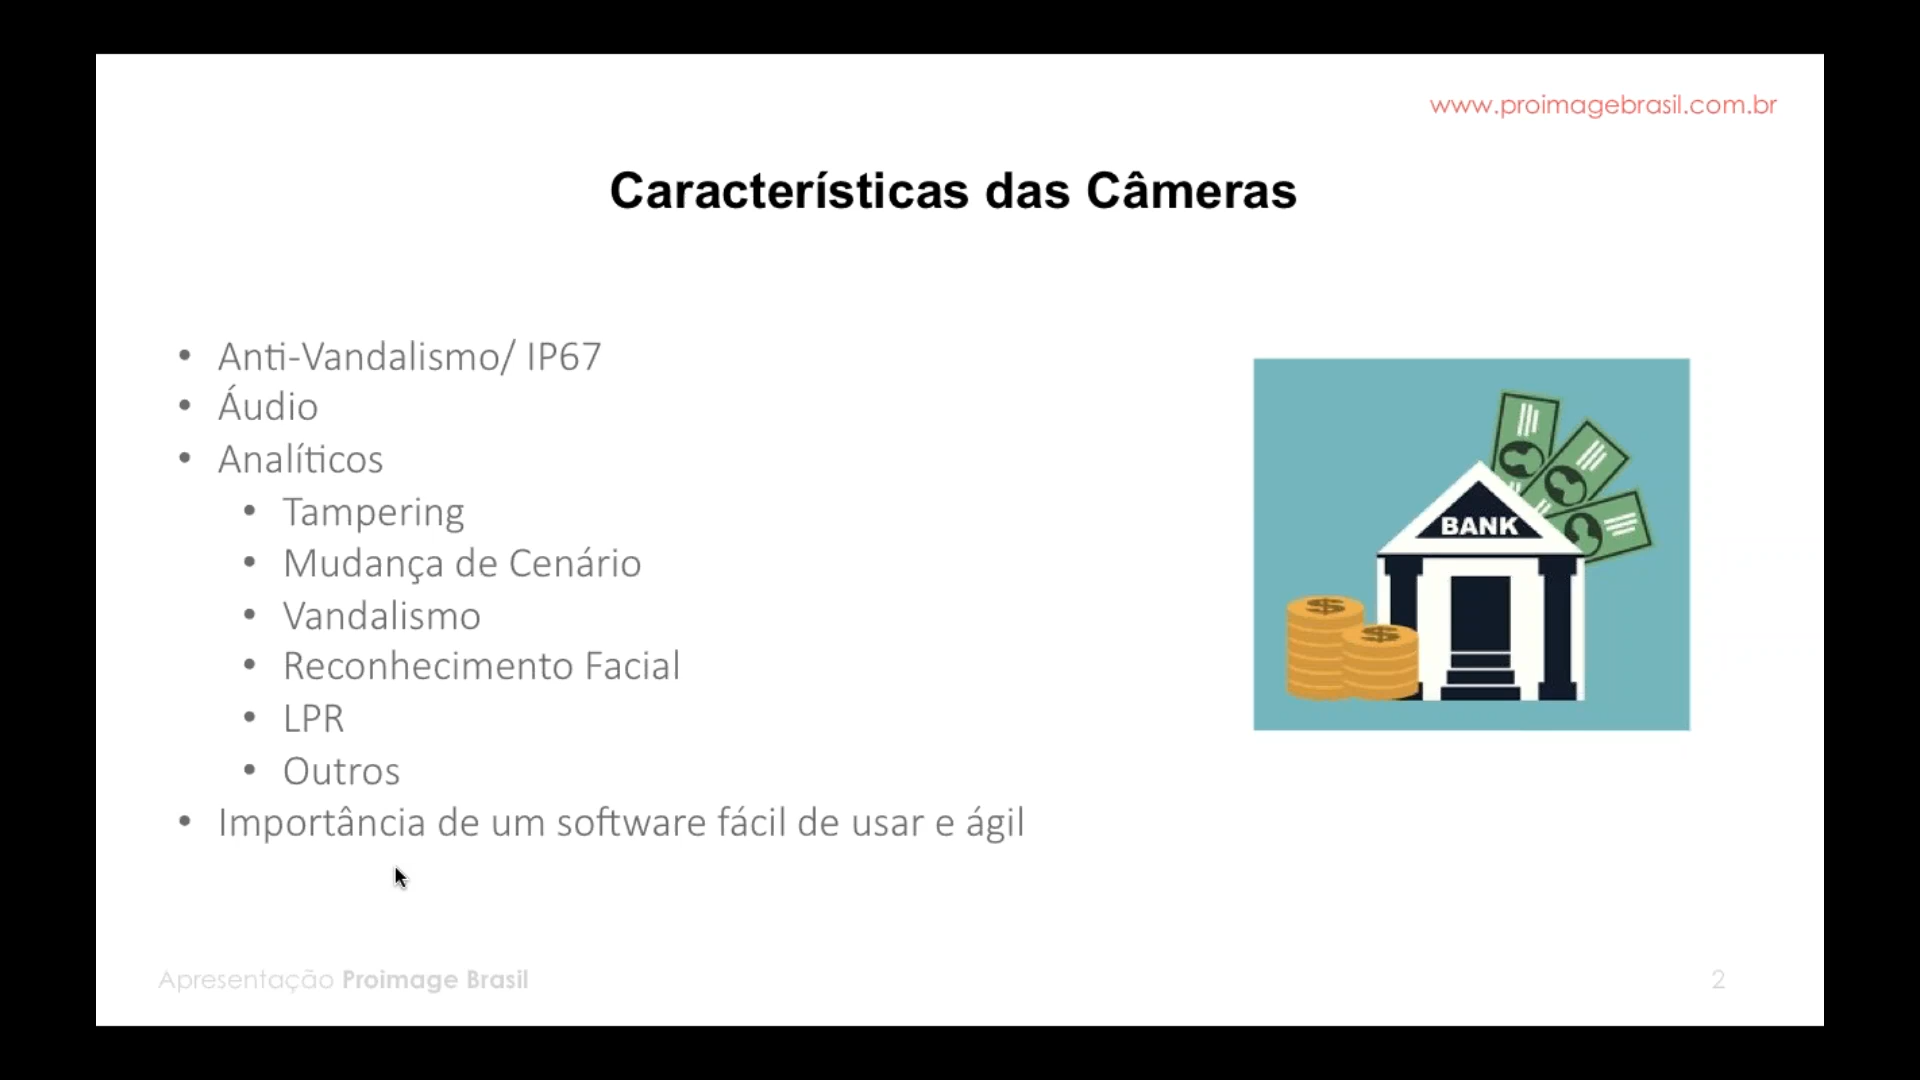 www.proimagebrasil.com.br
Características das Câmeras
• Anti-Vandalismo/ IP67
• Áudio
• Analíticos
• Tampering
• Mudança de Cenário
• Vandalismo
• Reconhecimento Facial
• LPR
• Outros
• Importância de um software fácil de usar e ágil
BANK
$
$
Apresentação Proimage Brasil
2